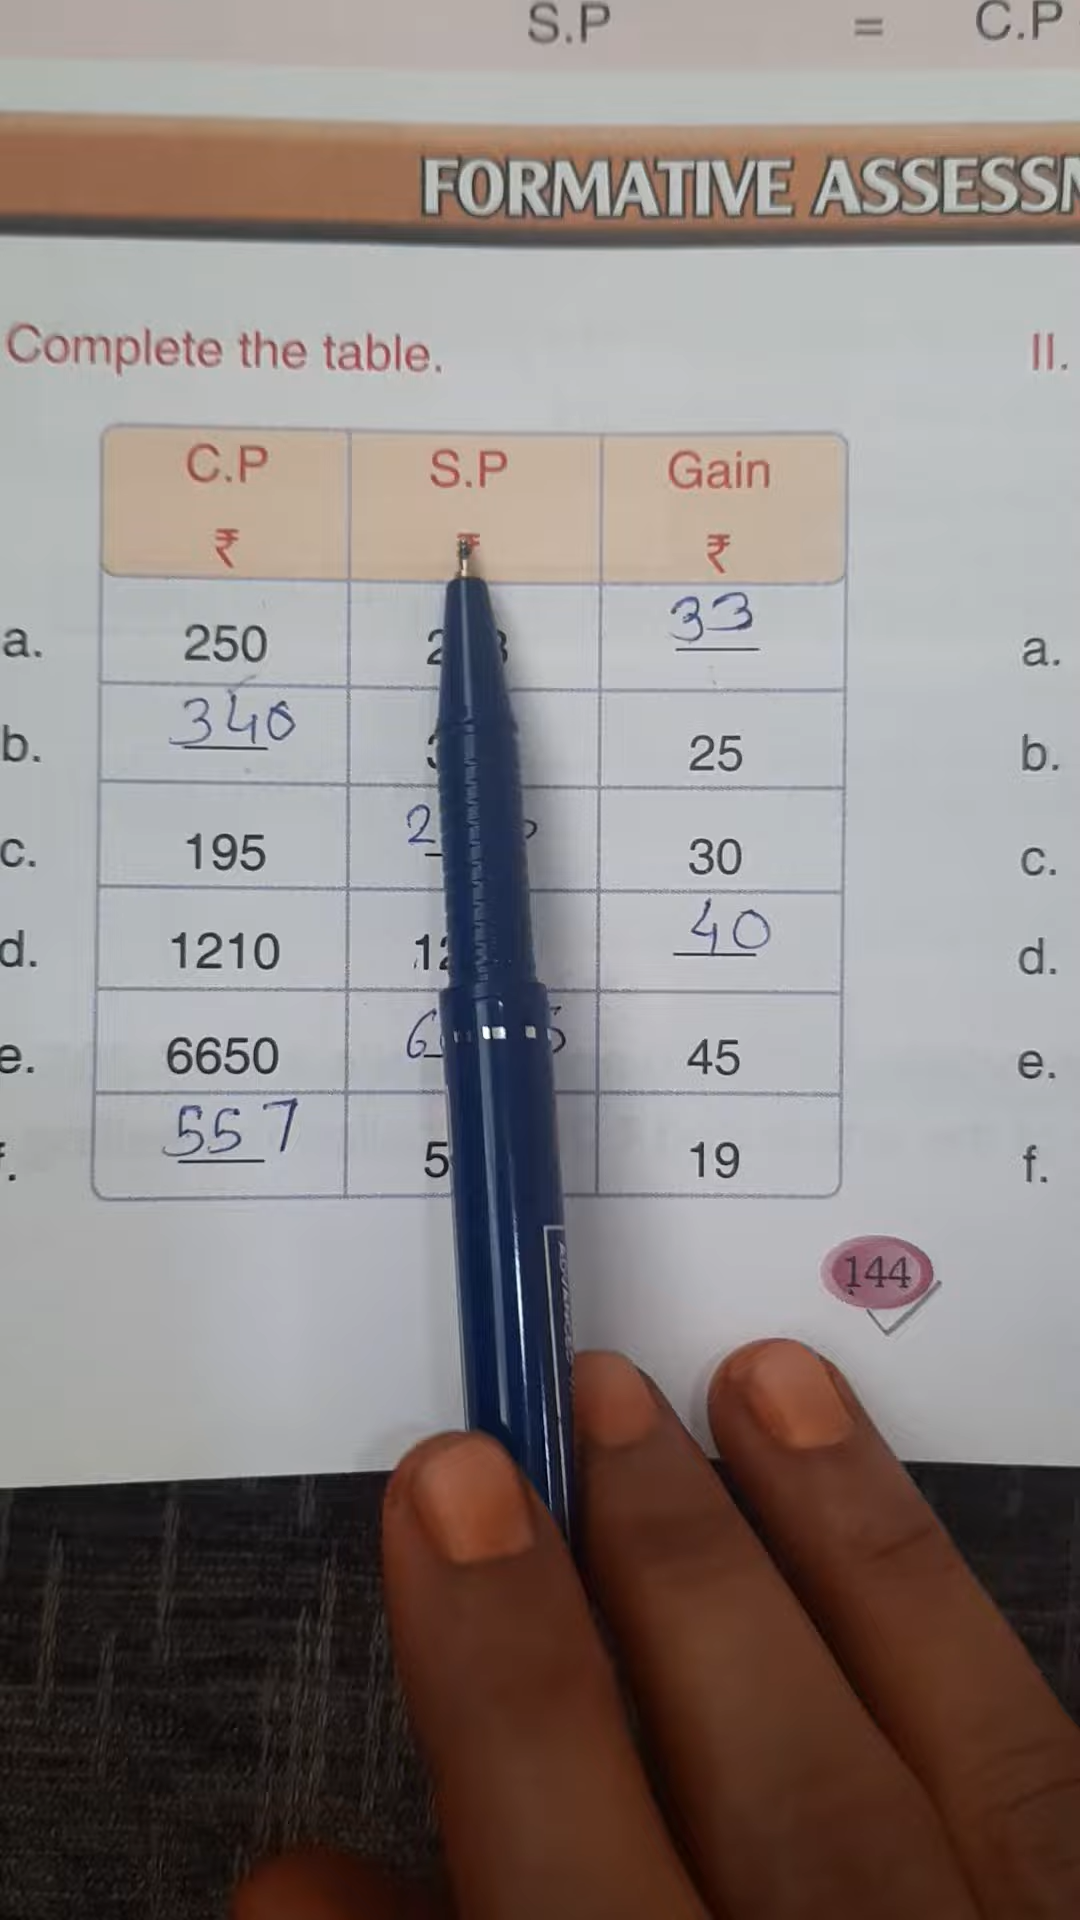 S.P = C.P
FORMATIVE ASSESSM
Complete the table. II.
C.P S.P Gain
₹ ₹ ₹
a. 250 33 a.
b. 340 25 b.
c. 195 30 c.
d. 1210 40 d.
e. 6650 45 e.
f. 557 19 f.
144